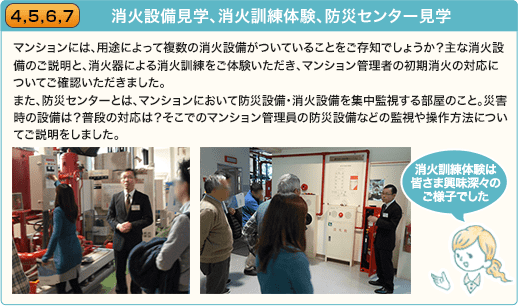 4,5,6,7 消火設備見学、消火訓練体験、防災センター見学
マンションには、用途によって複数の消火設備がついていることをご存知でしょうか？主な消火設
備のご説明と、消火器による消火訓練をご体験いただき、マンション管理者の初期消火の対応に
ついてご確認いただきました。
また、防災センターとは、マンションにおいて防災設備・消火設備を集中監視する部屋のこと。災害
時の設備は？普段の対応は？そこでのマンション管理員の防災設備などの監視や操作方法につい
てご説明をしました。
消火訓練体験は
皆さま興味深々の
ご様子でした